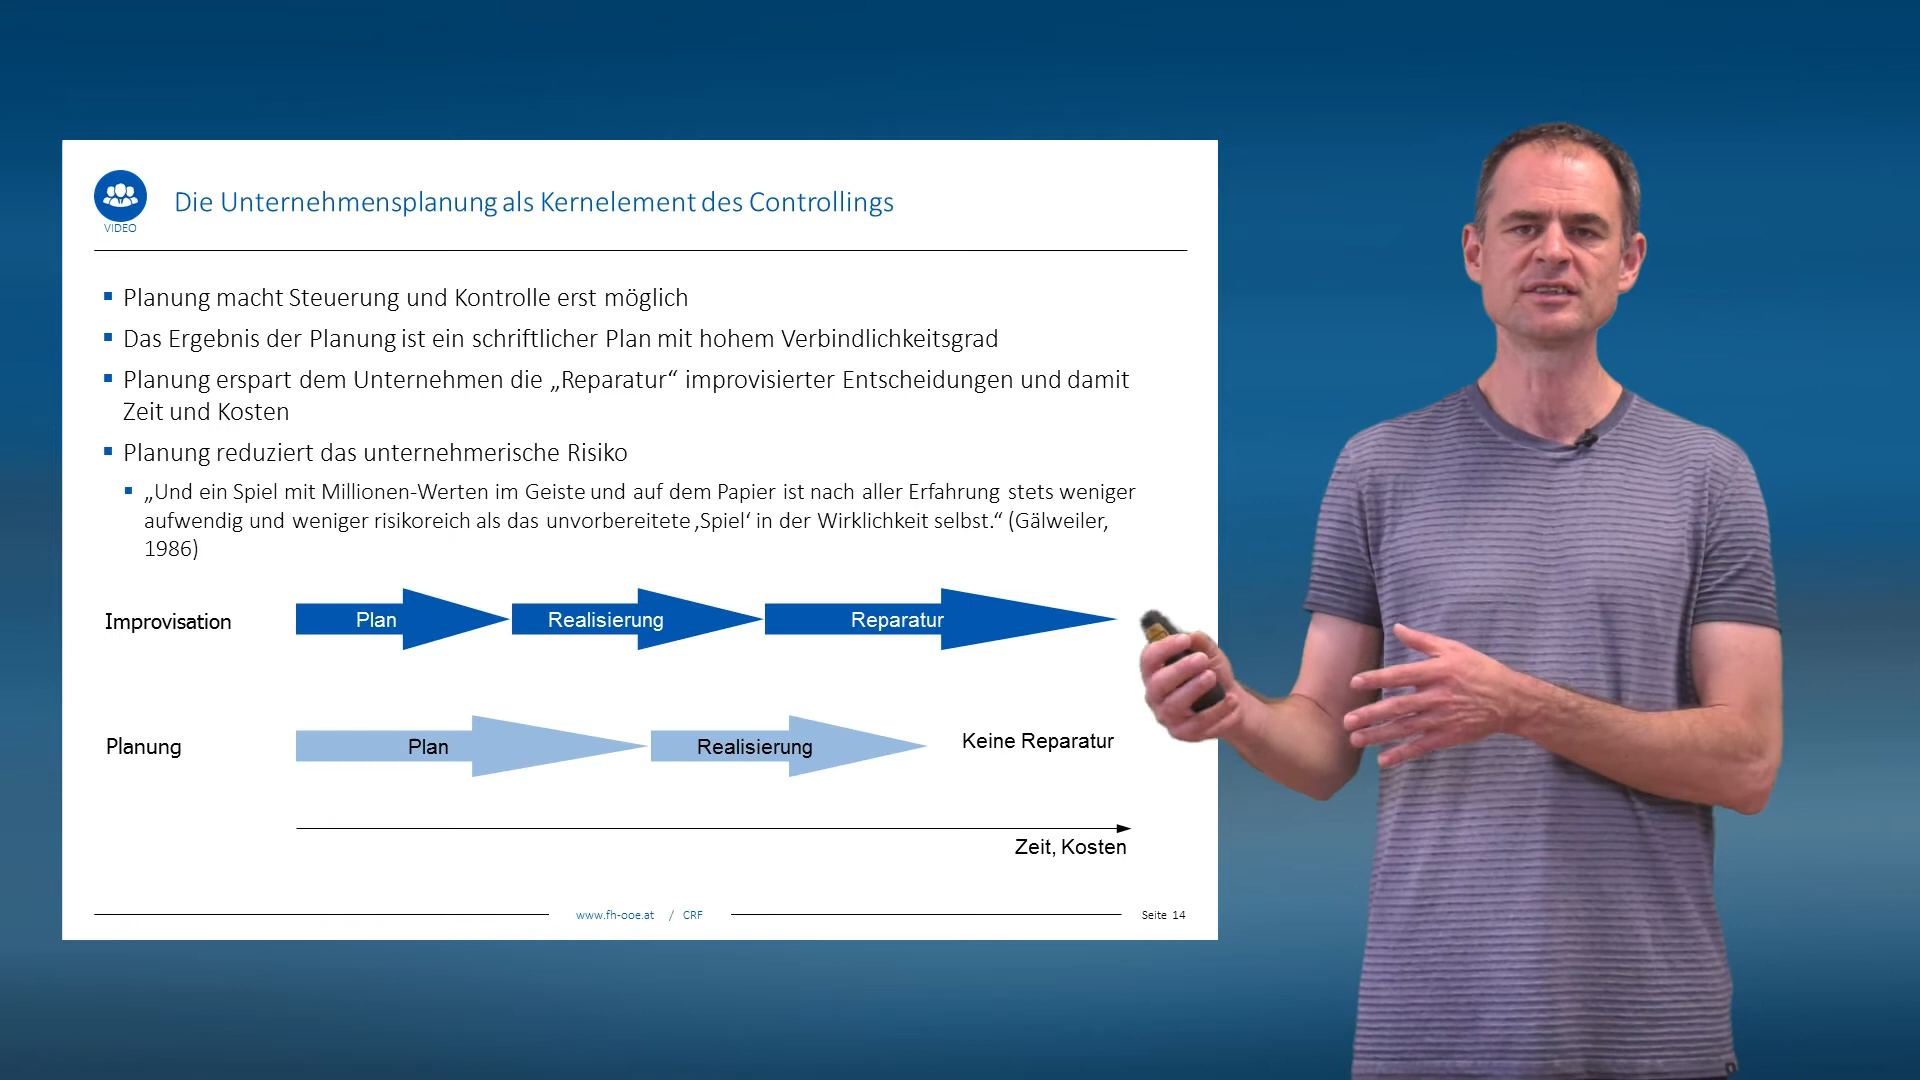 VIDEO
Die Unternehmensplanung als Kernelement des Controllings
Planung macht Steuerung und Kontrolle erst möglich
Das Ergebnis der Planung ist ein schriftlicher Plan mit hohem Verbindlichkeitsgrad
Planung erspart dem Unternehmen die „Reparatur“ improvisierter Entscheidungen und damit
Zeit und Kosten
Planung reduziert das unternehmerische Risiko
„Und ein Spiel mit Millionen-Werten im Geiste und auf dem Papier ist nach aller Erfahrung stets weniger
aufwendig und weniger risikoreich als das unvorbereitete ‚Spiel‘ in der Wirklichkeit selbst.“ (Gälweiler,
1986)
Improvisation Plan Realisierung Reparatur
Planung Plan Realisierung Keine Reparatur
Zeit, Kosten
www.fh-ooe.at / CRF Seite 14